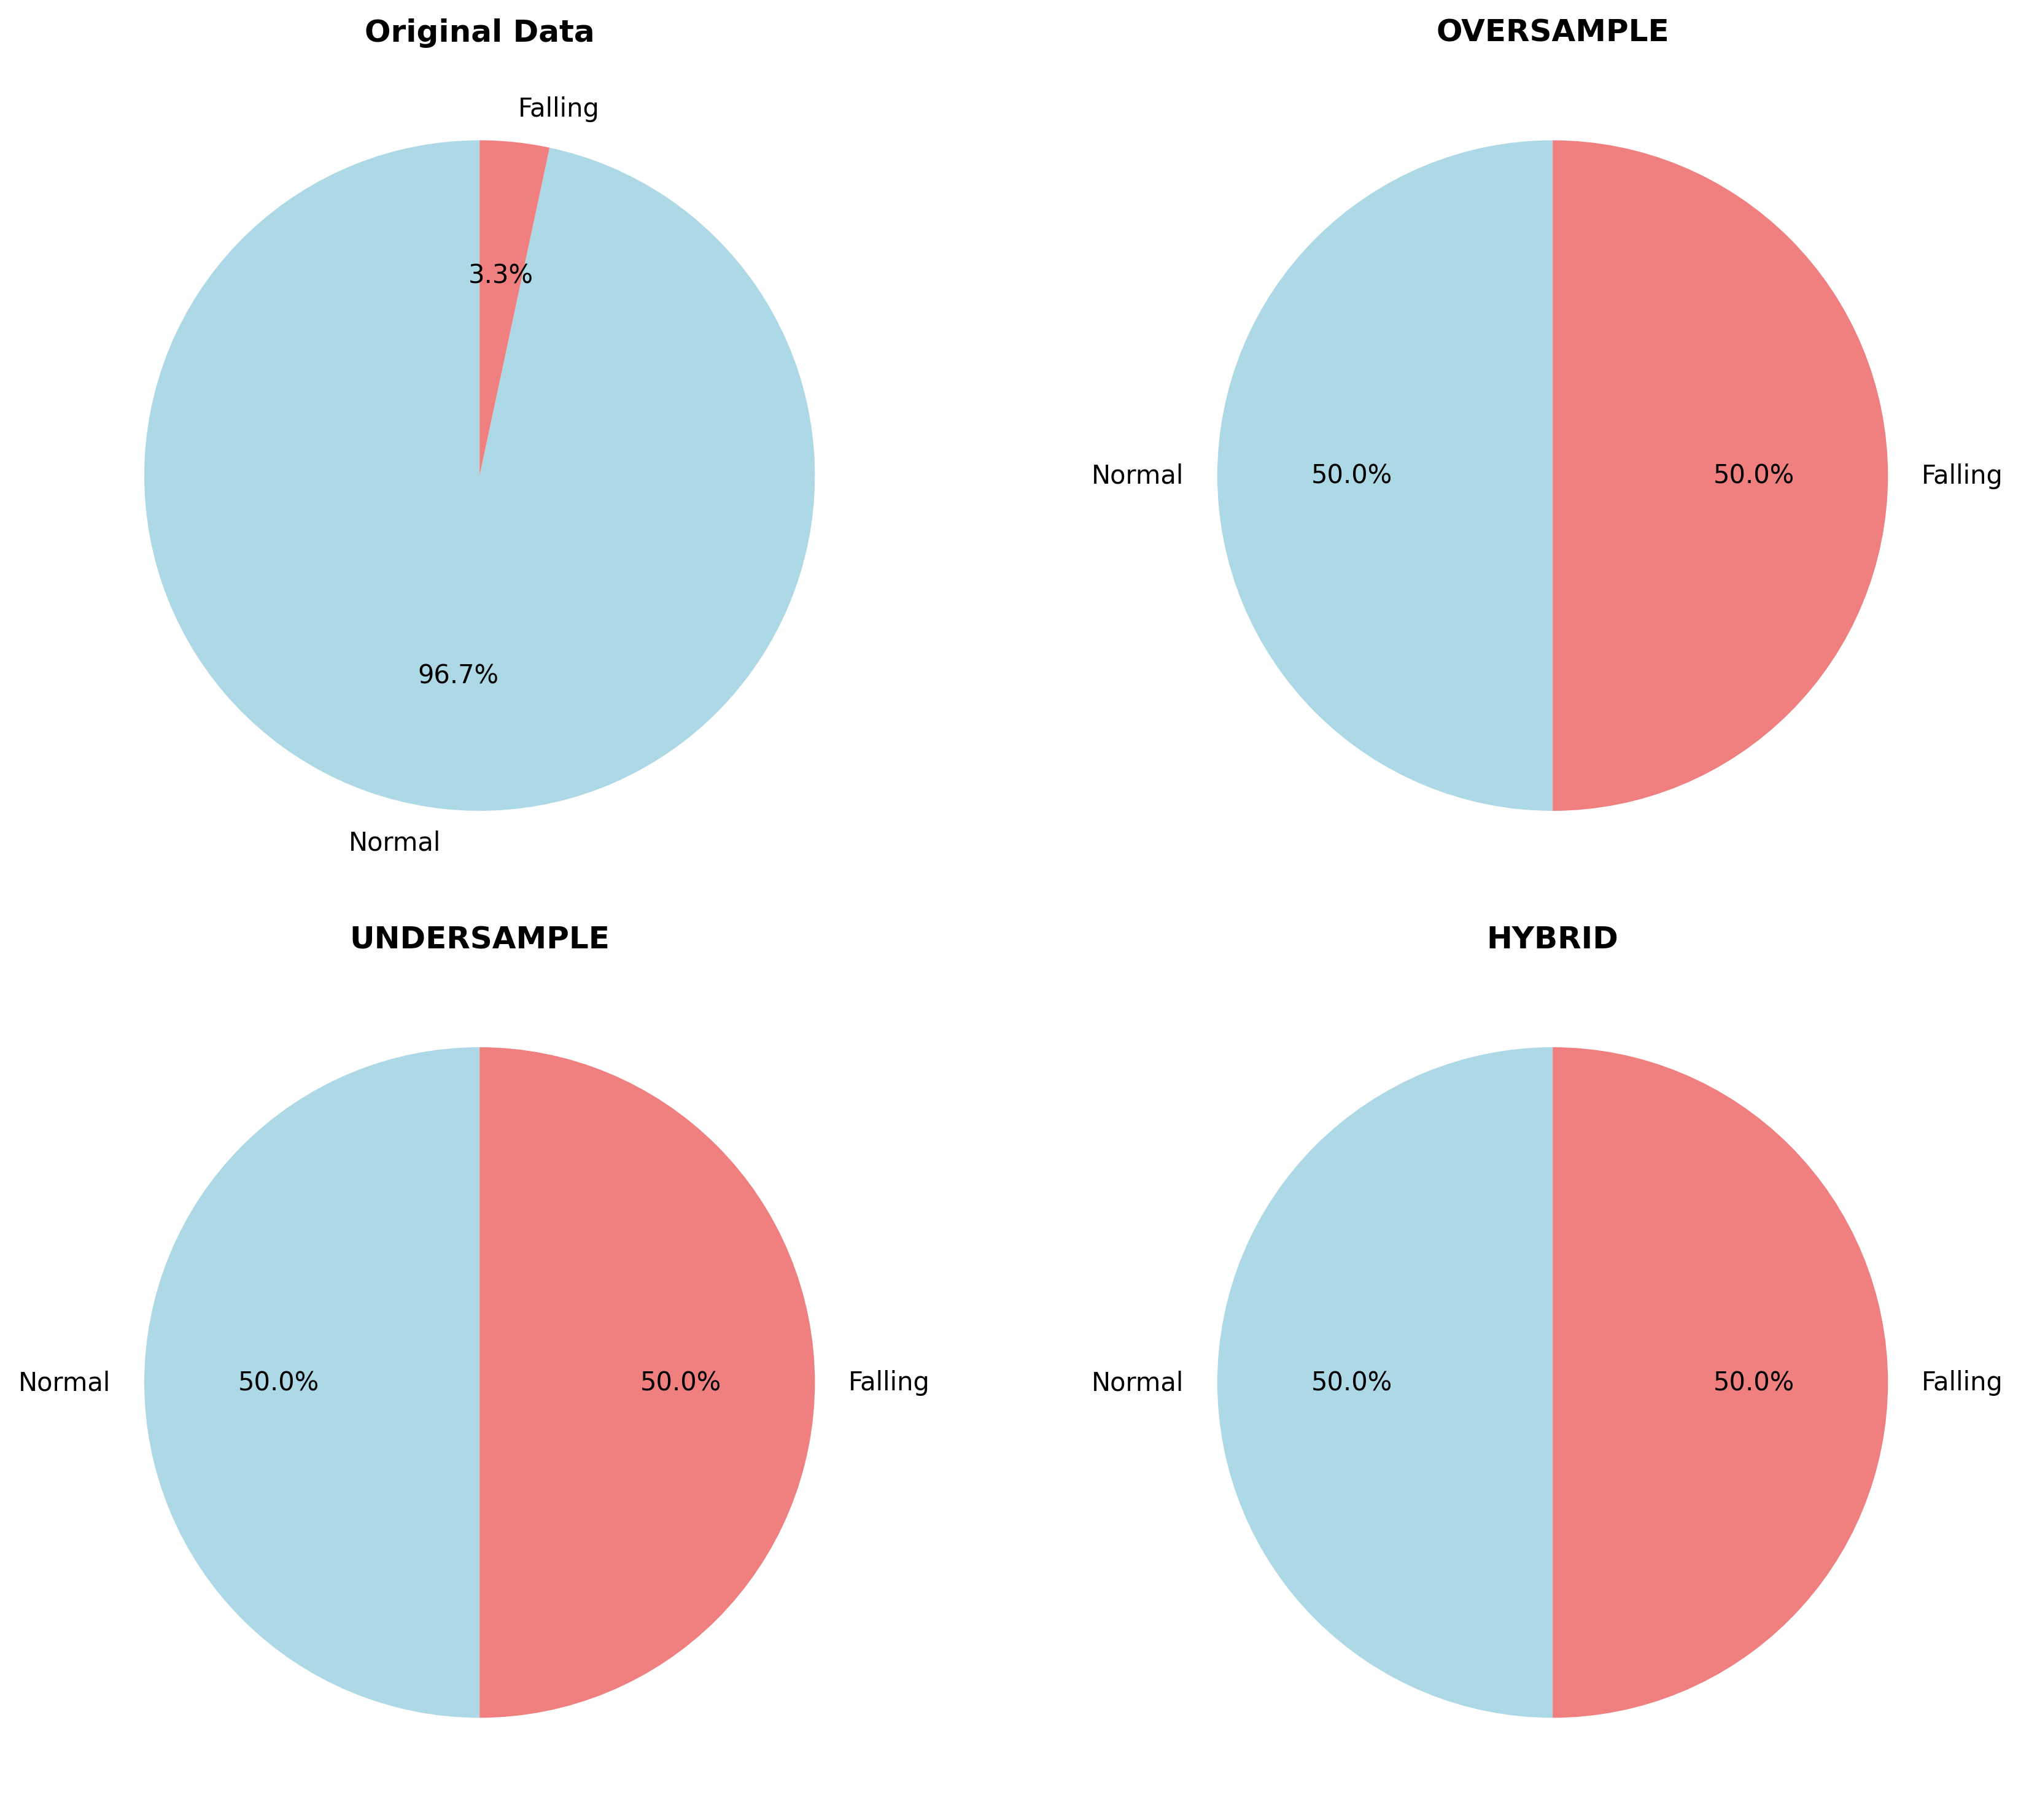 Original Data
Falling
3.3%
96.7%
Normal
OVERSAMPLE
Normal
50.0%
50.0%
Falling
UNDERSAMPLE
Normal
50.0%
50.0%
Falling
HYBRID
Normal
50.0%
50.0%
Falling